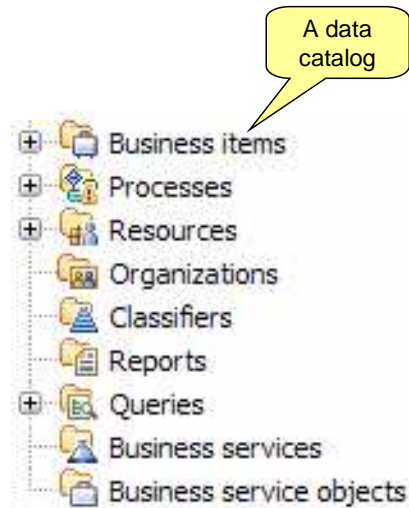 A data
catalog
Business items
Processes
Resources
Organizations
Classifiers
Reports
Queries
Business services
Business service objects